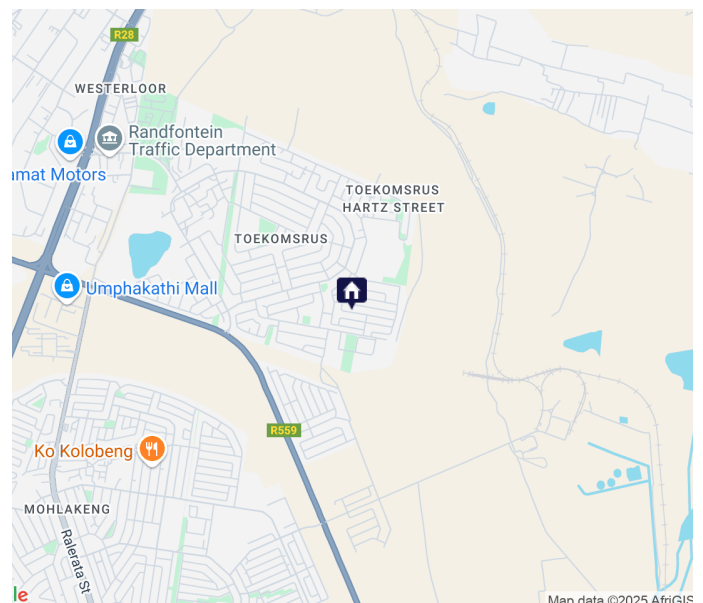 R28
WESTERLOOR
Randfontein
Traffic Department
amat Motors
TOEKOMSRUS
HARTZ STREET
TOEKOMSRUS
Umphakathi Mall
R559
Ko Kolobeng
MOHLAKENG
Ralerata St
le
Map data ©2025 AfriGIS